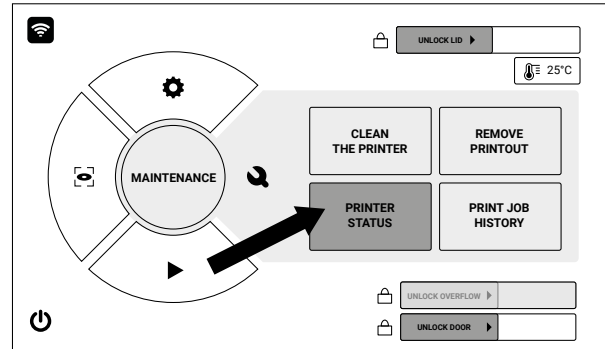 UNLOCK LID
25°C
CLEAN
THE PRINTER
REMOVE
PRINTOUT
MAINTENANCE
PRINTER
STATUS
PRINT JOB
HISTORY
UNLOCK OVERFLOW
UNLOCK DOOR